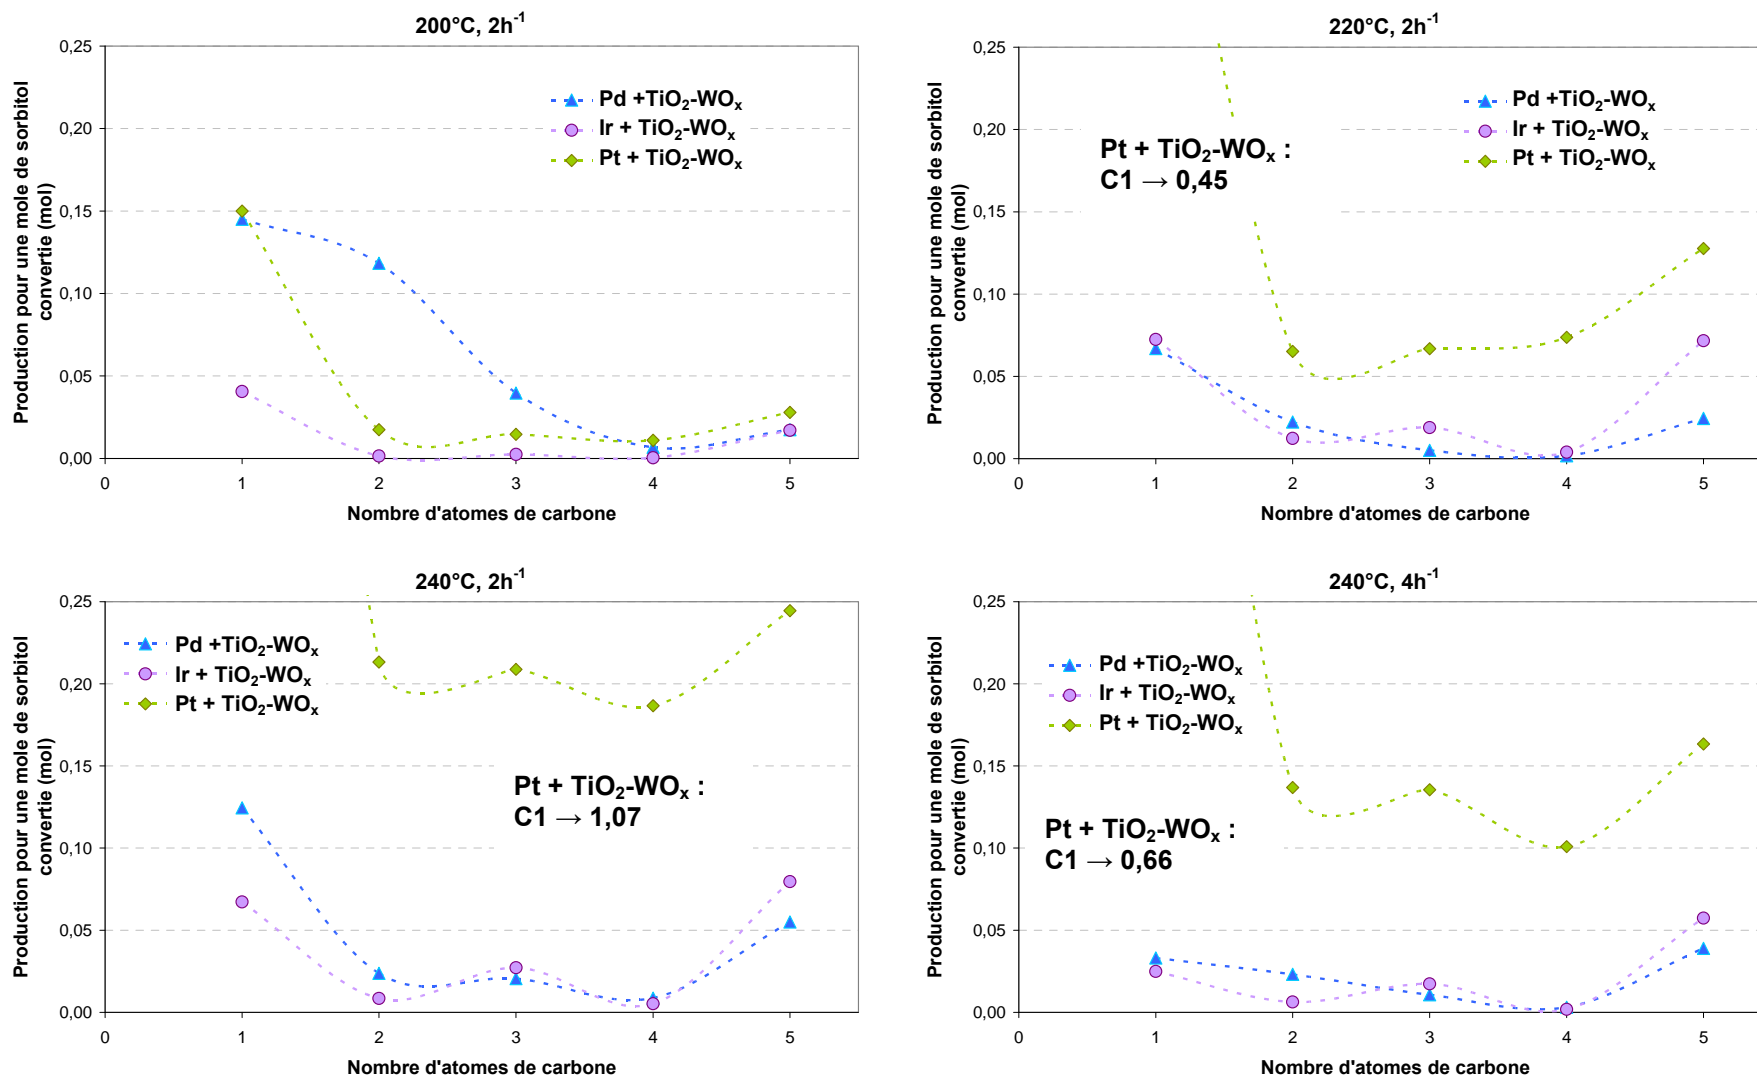 200°C, 2h⁻¹
Production pour une mole de sorbitol
convertie (mol)
0,25
0,20
0,15
0,10
0,05
0,00
Pd +TiO₂-WOₓ
Ir + TiO₂-WOₓ
Pt + TiO₂-WOₓ
0 1 2 3 4 5
Nombre d'atomes de carbone
220°C, 2h⁻¹
Production pour une mole de sorbitol
convertie (mol)
0,25
0,20
0,15
0,10
0,05
0,00
Pt + TiO₂-WOₓ :
C1 → 0,45
Pd +TiO₂-WOₓ
Ir + TiO₂-WOₓ
Pt + TiO₂-WOₓ
0 1 2 3 4 5
Nombre d'atomes de carbone
240°C, 2h⁻¹
Production pour une mole de sorbitol
convertie (mol)
0,25
0,20
0,15
0,10
0,05
0,00
Pd +TiO₂-WOₓ
Ir + TiO₂-WOₓ
Pt + TiO₂-WOₓ
Pt + TiO₂-WOₓ :
C1 → 1,07
0 1 2 3 4 5
Nombre d'atomes de carbone
240°C, 4h⁻¹
Production pour une mole de sorbitol
convertie (mol)
0,25
0,20
0,15
0,10
0,05
0,00
Pd +TiO₂-WOₓ
Ir + TiO₂-WOₓ
Pt + TiO₂-WOₓ
Pt + TiO₂-WOₓ :
C1 → 0,66
0 1 2 3 4 5
Nombre d'atomes de carbone